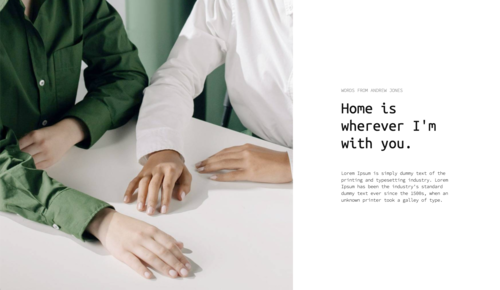 WORDS FROM ANDREW JONES
Home is
wherever I'm
with you.
Lorem Ipsum is simply dummy text of the
printing and typesetting industry. Lorem
Ipsum has been the industry's standard
dummy text ever since the 1500s, when an
unknown printer took a galley of type.